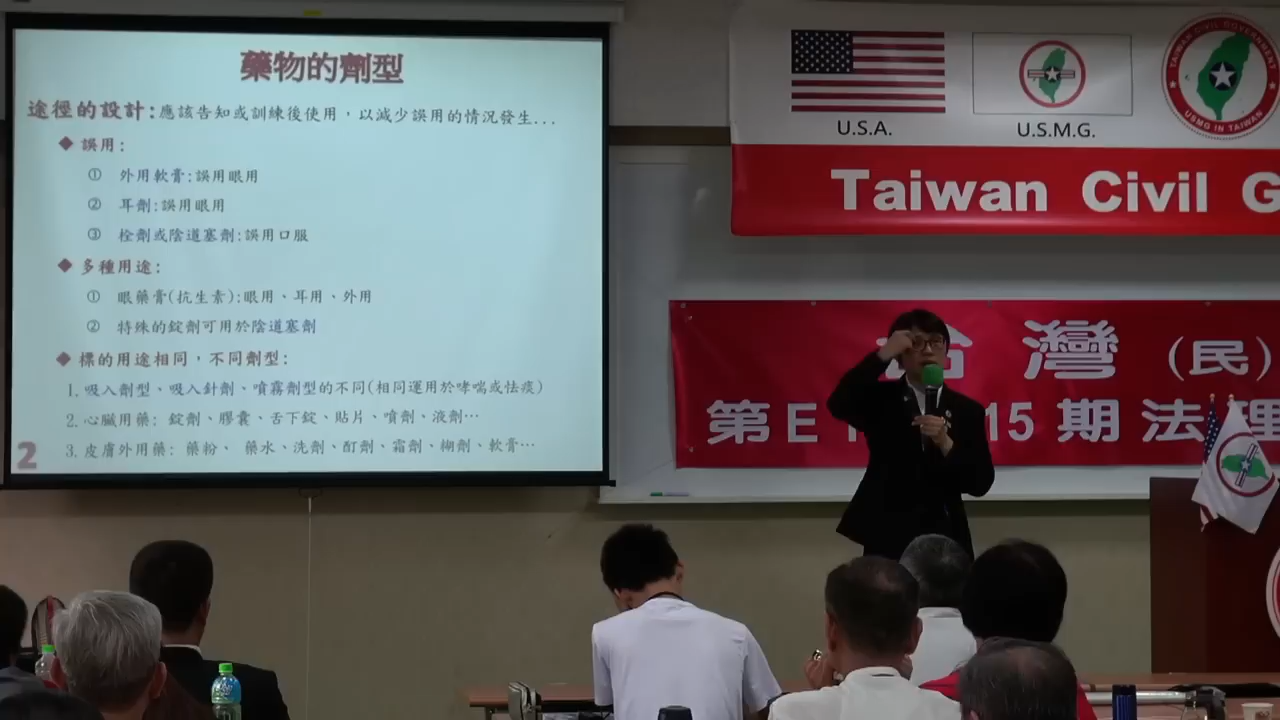 藥物的劑型
途徑的設計:應該告知或訓練後使用，以減少誤用的情況發生...
◆ 誤用:
① 外用軟膏:誤用眼用
② 耳劑:誤用眼用
③ 栓劑或陰道塞劑:誤用口服
◆ 多種用途:
① 眼藥膏(抗生素):眼用、耳用、外用
② 特殊的錠劑可用於陰道塞劑
◆ 標的用途相同，不同劑型:
1. 吸入劑型、吸入針劑、噴霧劑型的不同(相同運用於哮喘或怯痰)
2. 心臟用藥: 錠劑、膠囊、舌下錠、貼片、噴劑、液劑…
3. 皮膚外用藥: 藥粉、 藥水、洗劑、酊劑、霜劑、糊劑、軟膏…
2
U.S.A.
U.S.M.G.
TAIWAN CIVIL GOVERNMENT
USMG IN TAIWAN
Taiwan Civil G
台灣(民)
第E 15期法理